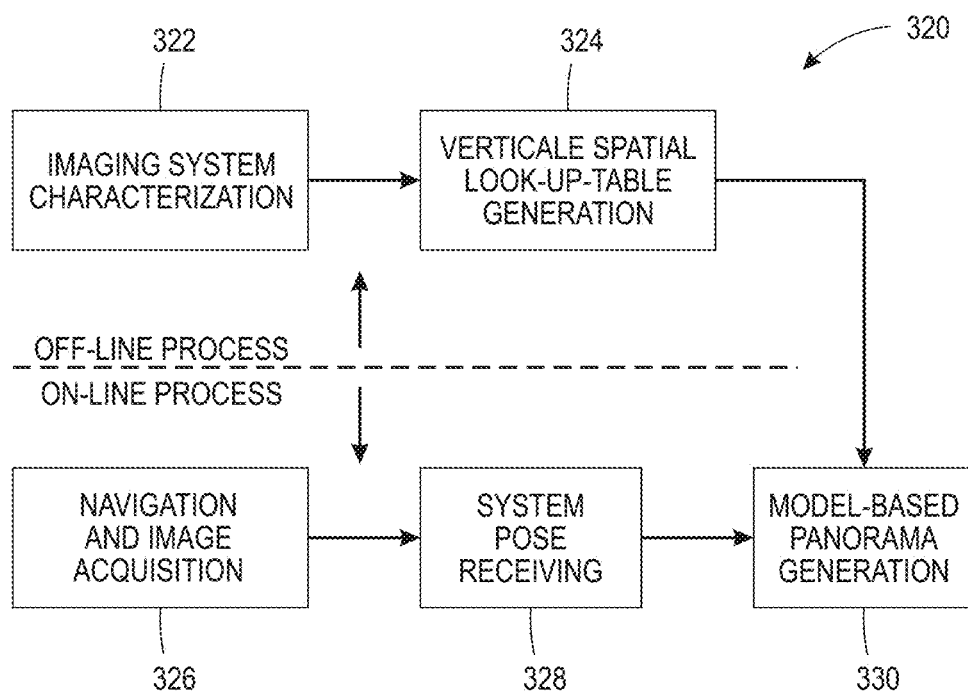 322
324
320
IMAGING SYSTEM
CHARACTERIZATION
VERTICALE SPATIAL
LOOK-UP-TABLE
GENERATION
OFF-LINE PROCESS
ON-LINE PROCESS
NAVIGATION
AND IMAGE
ACQUISITION
SYSTEM
POSE
RECEIVING
MODEL-BASED
PANORAMA
GENERATION
326
328
330